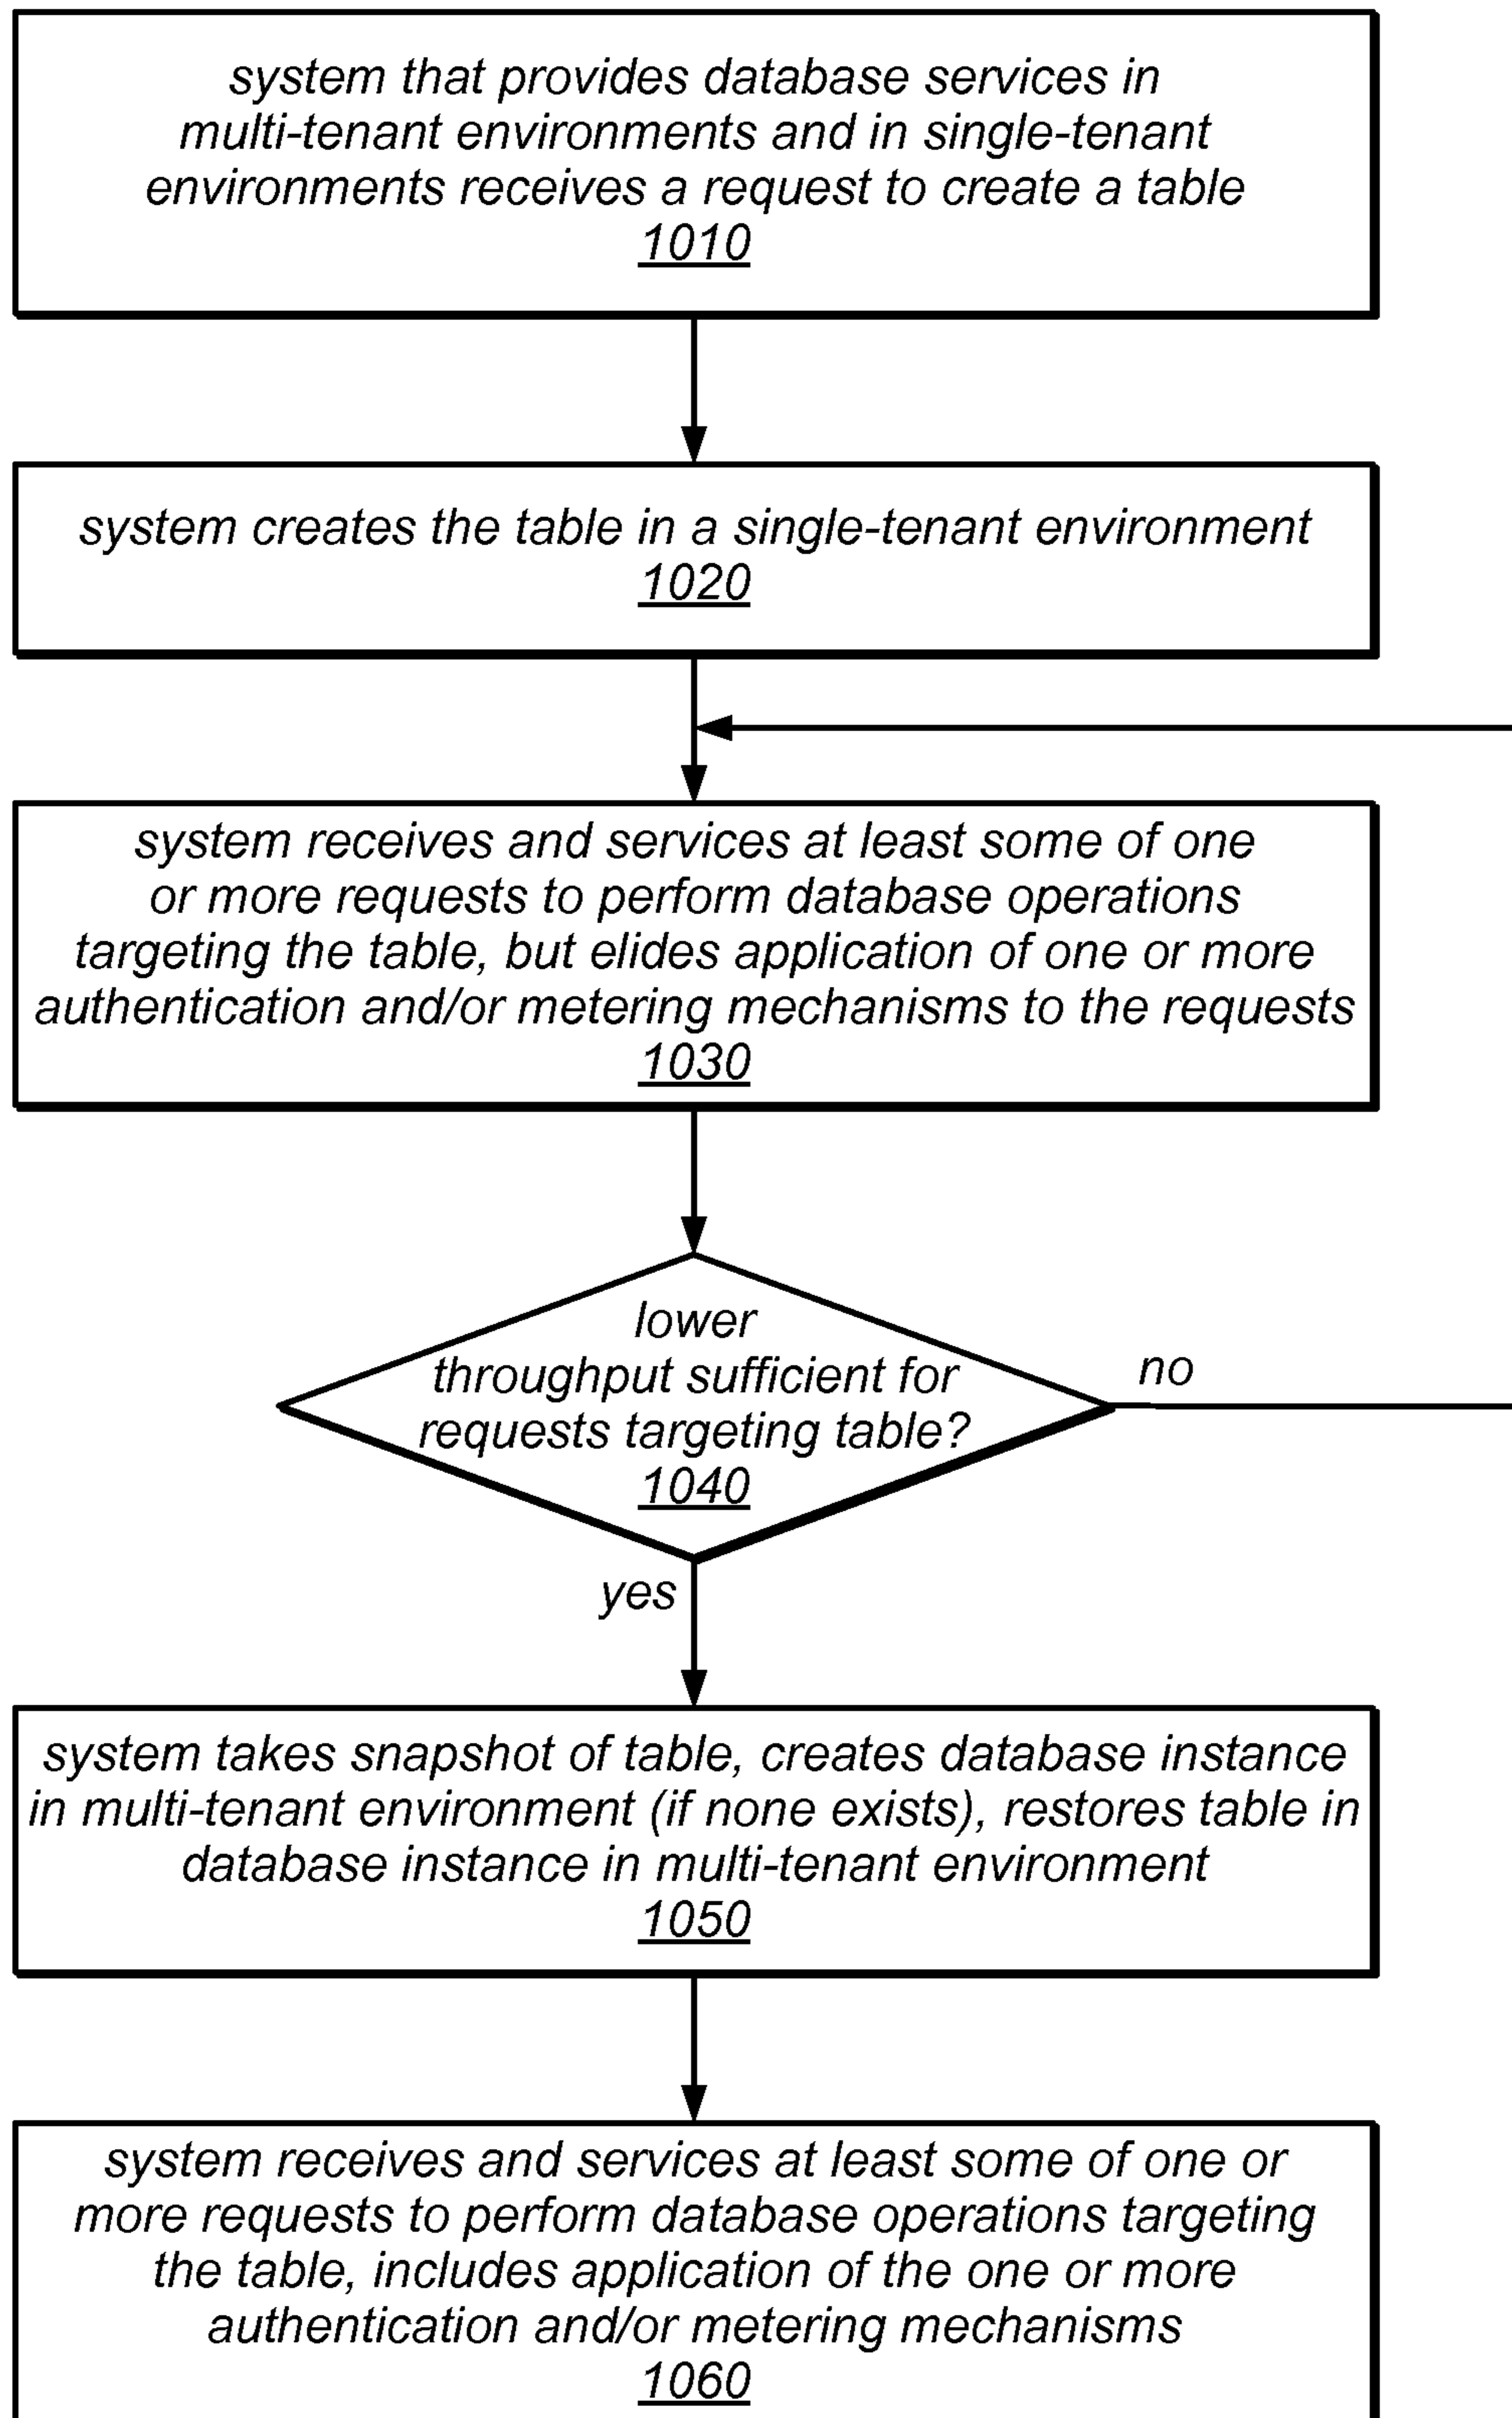 system that provides database services in
multi-tenant environments and in single-tenant
environments receives a request to create a table
1010
system creates the table in a single-tenant environment
1020
system receives and services at least some of one
or more requests to perform database operations
targeting the table, but elides application of one or more
authentication and/or metering mechanisms to the requests
1030
lower
throughput sufficient for
requests targeting table?
1040
no
yes
system takes snapshot of table, creates database instance
in multi-tenant environment (if none exists), restores table in
database instance in multi-tenant environment
1050
system receives and services at least some of one or
more requests to perform database operations targeting
the table, includes application of the one or more
authentication and/or metering mechanisms
1060